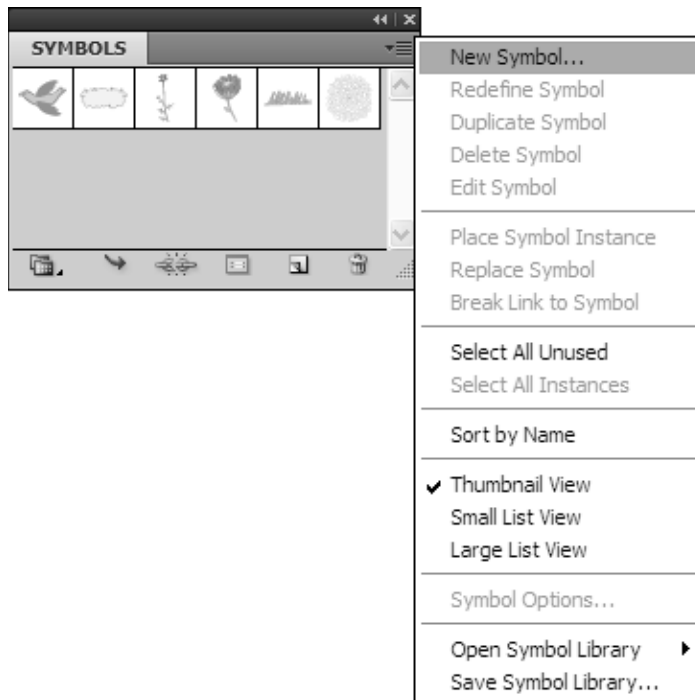 SYMBOLS
New Symbol...
Redefine Symbol
Duplicate Symbol
Delete Symbol
Edit Symbol
Place Symbol Instance
Replace Symbol
Break Link to Symbol
Select All Unused
Select All Instances
Sort by Name
Thumbnail View
Small List View
Large List View
Symbol Options...
Open Symbol Library
Save Symbol Library...